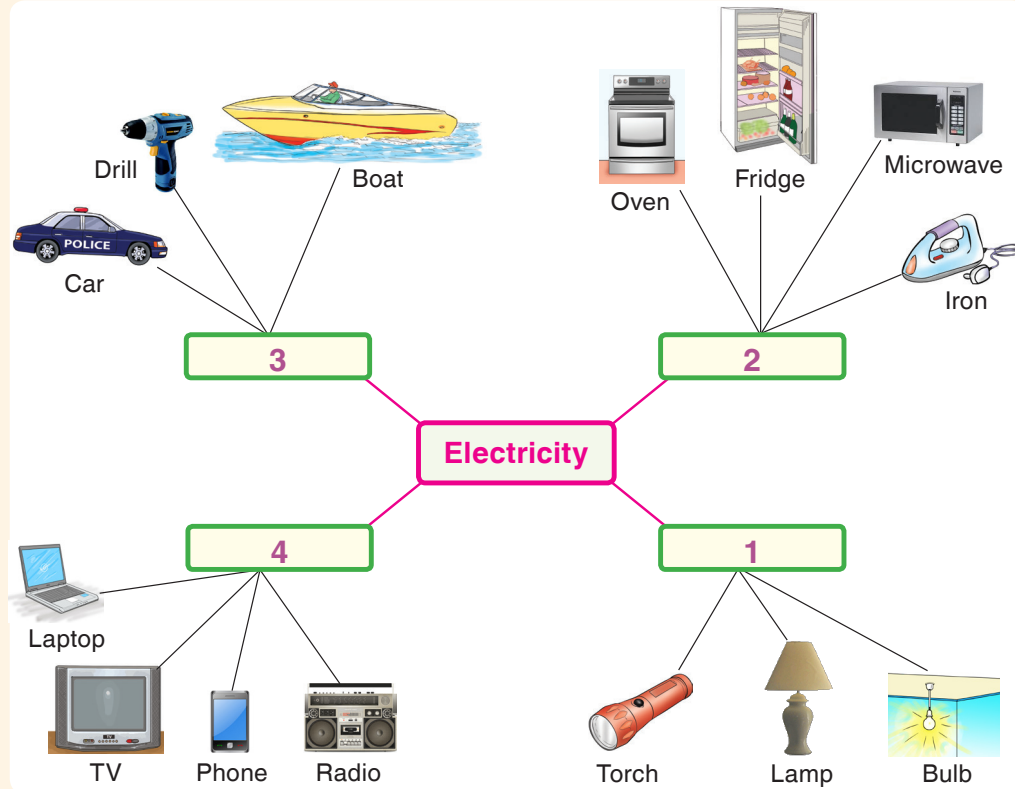 Drill
Boat
POLICE
Car
Oven
Fridge
Microwave
Iron
3
2
Electricity
4
1
Laptop
TV
Phone
Radio
Torch
Lamp
Bulb